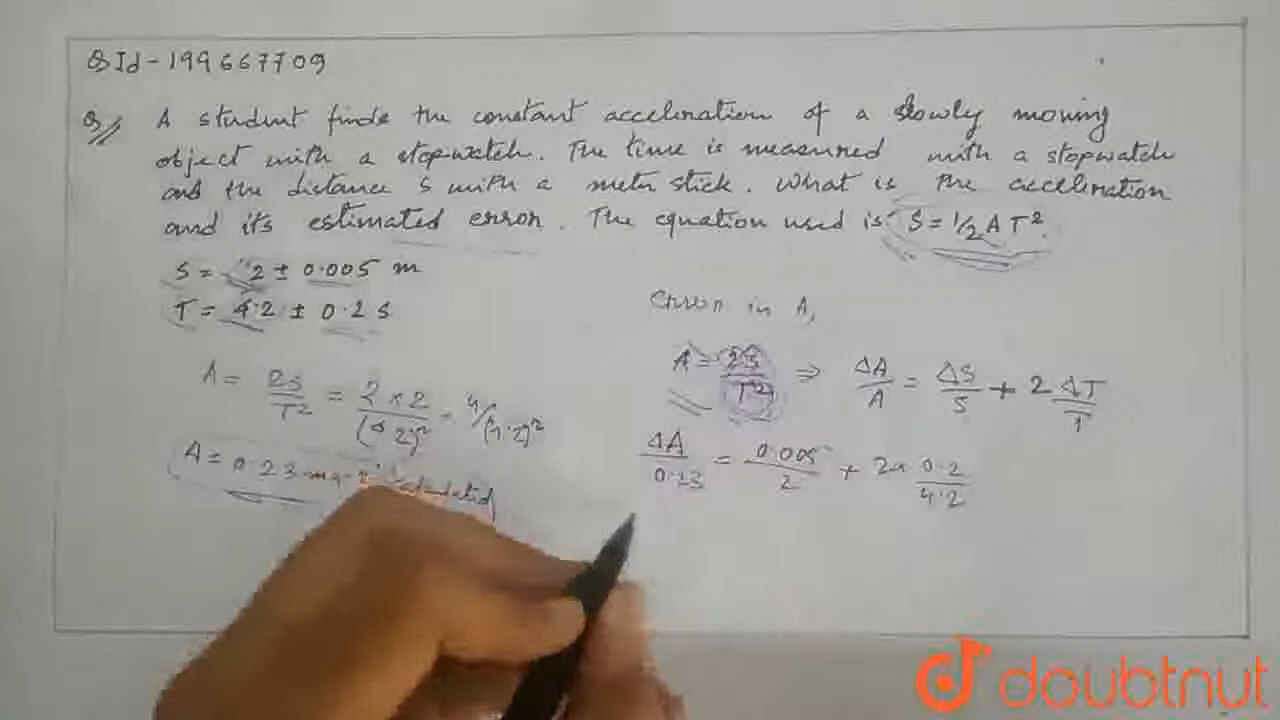 Q Id - 199667709
Q// A student finds the constant acceleration of a slowly moving
object with a stopwatch. The time is measured with a stopwatch
and the distance s with a meter stick. What is the acceleration
and its estimated error. The equation used is S = 1/2 A T²
S = 2 ± 0.005 m
T = 4.2 ± 0.2 s
A = 2s/T² = 2×2/(4.2)² = 4/(4.2)²
A = 0.23
Error in A,
A = 2S/T² ⇒ ΔA/A = ΔS/S + 2 ΔT/T
ΔA/0.23 = 0.005/2 + 2× 0.2/4.2
doubtnut